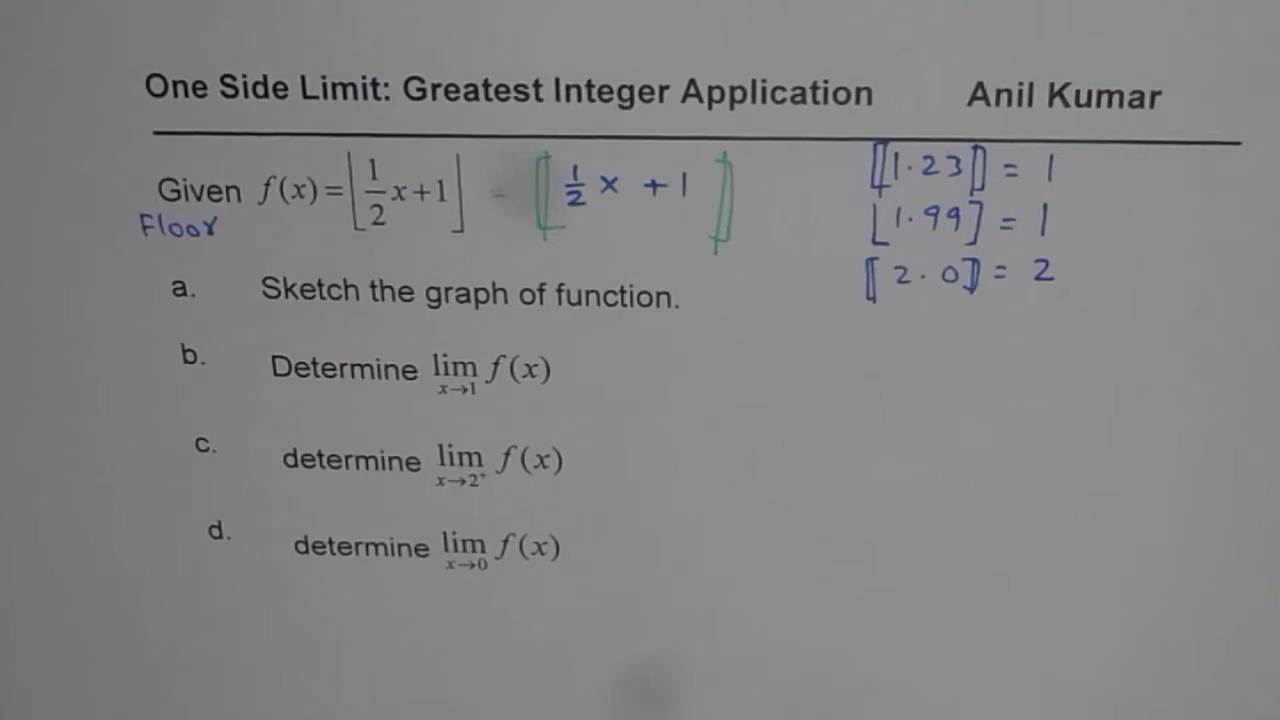 One Side Limit: Greatest Integer Application Anil Kumar
Given f(x)=⌊1/2 x+1⌋ - ⟦1/2 x + 1⟧
Floor
⟦1.23⟧ = 1
⌊1.99⌋ = 1
⟦2.0⟧ = 2
a. Sketch the graph of function.
b. Determine lim x→1 f(x)
c. determine lim x→2⁺ f(x)
d. determine lim x→0 f(x)